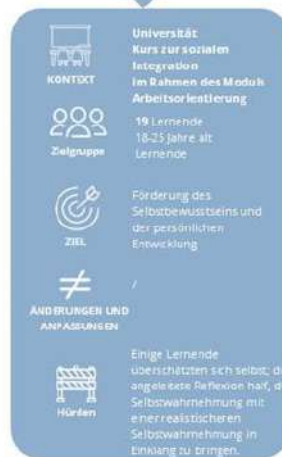 Universität
Kurs zur sozialen
Integration
Im Rahmen des Moduls
Arbeitsorientierung
KONTEXT
19 Lernende
18-25 Jahre alt
Lernende
Zielgruppe
Förderung des
Selbstbewusstseins und
der persönlichen
Entwicklung
ZIEL
/
ÄNDERUNGEN UND
ANPASSUNGEN
Einige Lernende
überschätzten sich selbst;
angeleitete Reflexion half,
Selbstwahrnehmung mit
einer realistischeren
Selbstwahrnehmung in
Einklang zu bringen.
Hürden